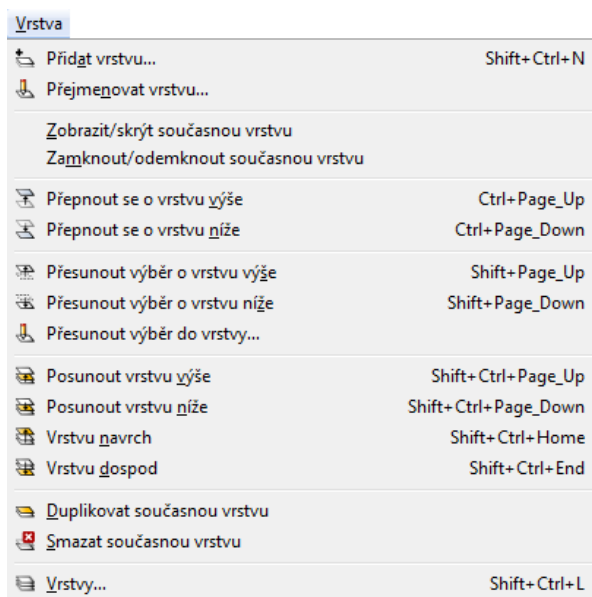 Vrstva
Přidat vrstvu... Shift+Ctrl+N
Přejmenovat vrstvu...
Zobrazit/skrýt současnou vrstvu
Zamknout/odemknout současnou vrstvu
Přepnout se o vrstvu výše Ctrl+Page_Up
Přepnout se o vrstvu níže Ctrl+Page_Down
Přesunout výběr o vrstvu výše Shift+Page_Up
Přesunout výběr o vrstvu níže Shift+Page_Down
Přesunout výběr do vrstvy...
Posunout vrstvu výše Shift+Ctrl+Page_Up
Posunout vrstvu níže Shift+Ctrl+Page_Down
Vrstvu navrch Shift+Ctrl+Home
Vrstvu dospod Shift+Ctrl+End
Duplikovat současnou vrstvu
Smazat současnou vrstvu
Vrstvy... Shift+Ctrl+L